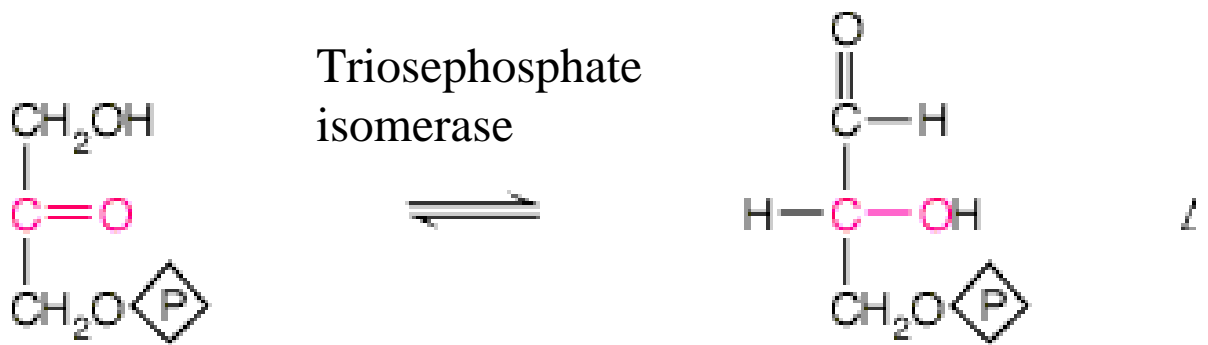 Triosephosphate
isomerase
O
CH₂OH
C—H
C=O
H—C—OH
CH₂O P
CH₂O P